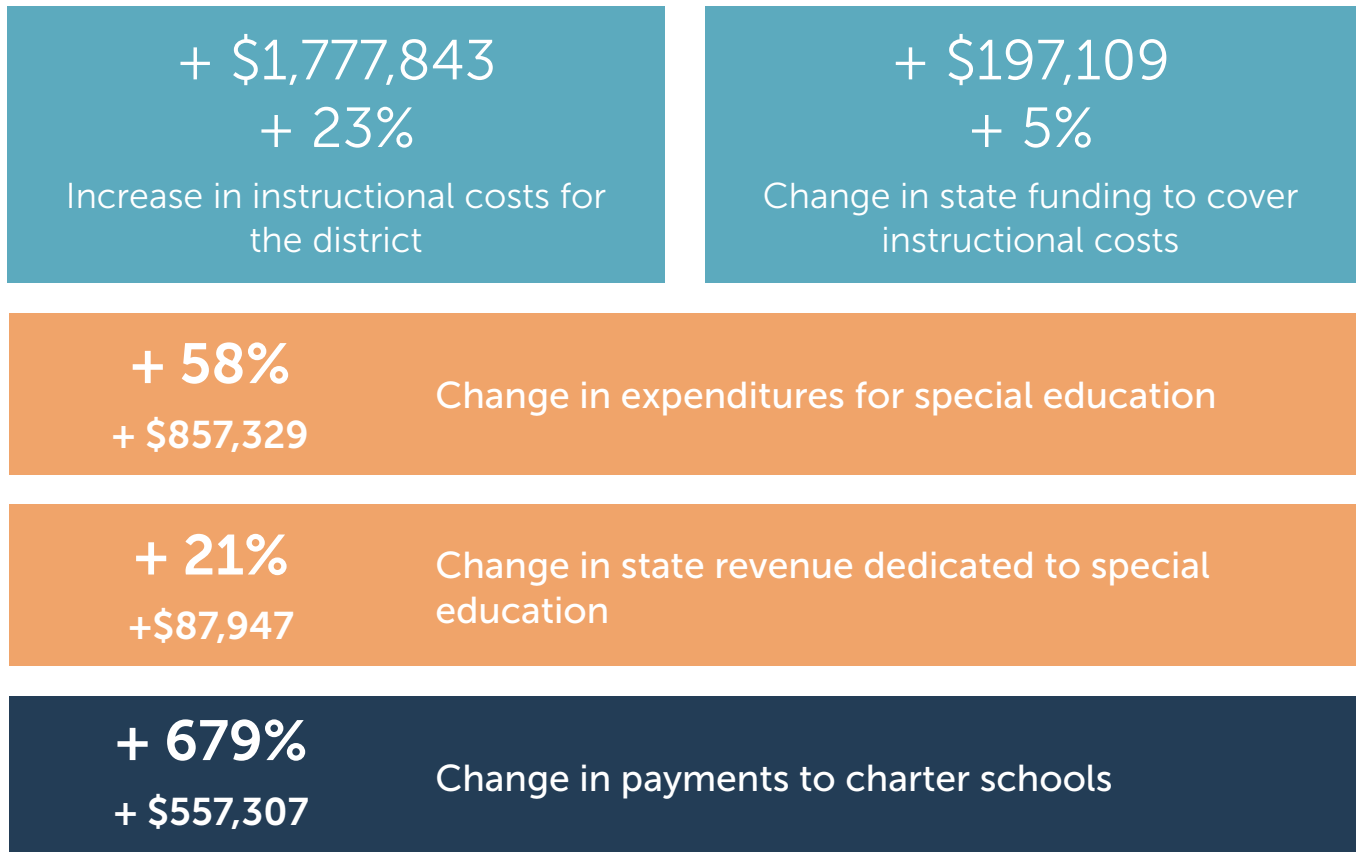 + $1,777,843
+ 23%
Increase in instructional costs for
the district
+ $197,109
+ 5%
Change in state funding to cover
instructional costs
+ 58%
+ $857,329
Change in expenditures for special education
+ 21%
+$87,947
Change in state revenue dedicated to special
education
+ 679%
+ $557,307
Change in payments to charter schools